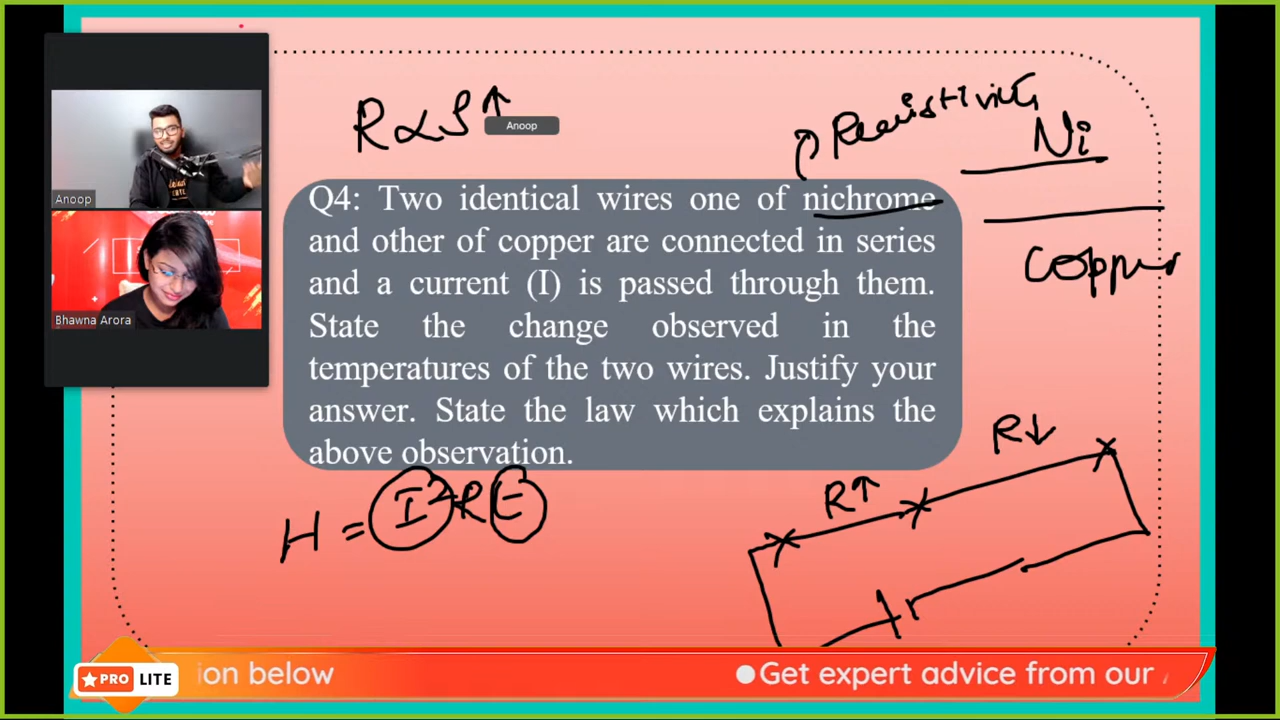 R ∝ ρ ↑
Anoop
Resistivity
Ni
Anoop
Bhawna Arora
Q4: Two identical wires one of nichrome
and other of copper are connected in series
and a current (I) is passed through them.
State the change observed in the
temperatures of the two wires. Justify your
answer. State the law which explains the
above observation.
Copper
R↓
R↑
H = I²Rt
PRO LITE
ion below
●Get expert advice from our